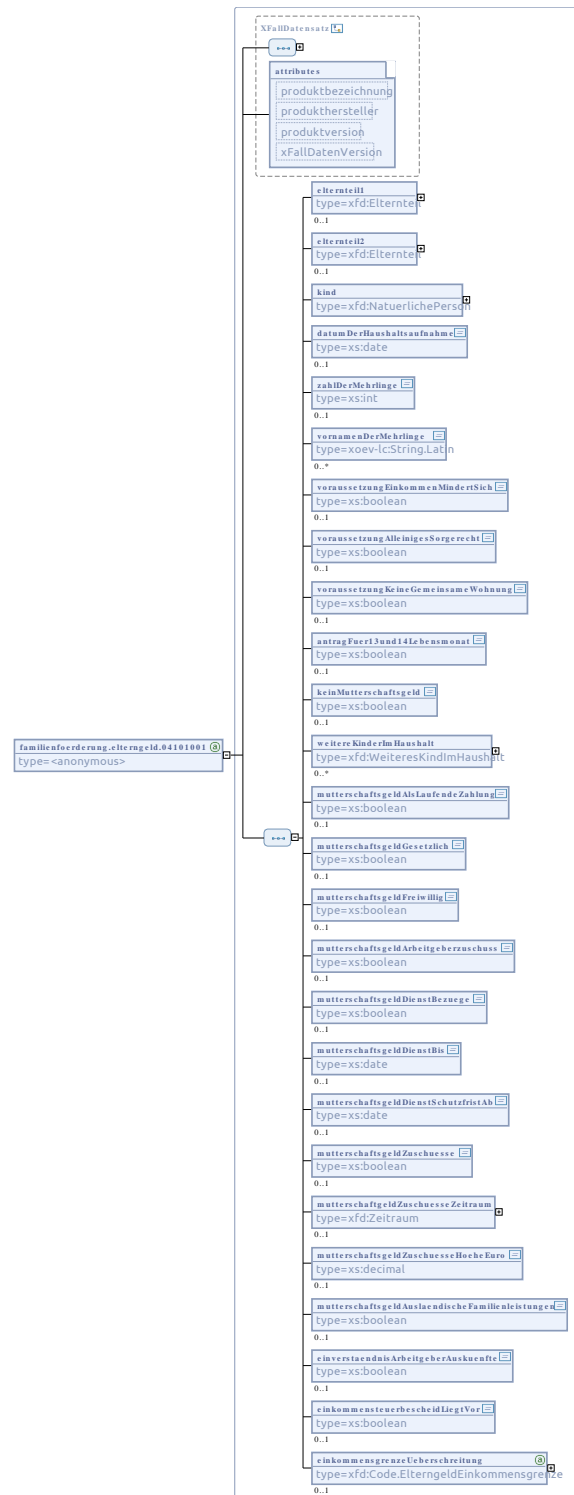 XFallDatensatz
attributes
produktbezeichnung
produkthersteller
produktversion
xFallDatenVersion
elternteil1
type=xfd:Elternteil
0..1
elternteil2
type=xfd:Elternteil
0..1
kind
type=xfd:NatuerlichePerson
datumDerHaushaltsaufnahme
type=xs:date
0..1
zahlDerMehrlinge
type=xs:int
0..1
vornamenDerMehrlinge
type=xoev-lc:String.Latin
0..*
voraussetzungEinkommenMindertSich
type=xs:boolean
0..1
voraussetzungAlleinigesSorgerecht
type=xs:boolean
0..1
voraussetzungKeineGemeinsameWohnung
type=xs:boolean
0..1
antragFuer13und14Lebensmonat
type=xs:boolean
0..1
keinMutterschaftsgeld
type=xs:boolean
0..1
familienfoerderung.elterngeld.04101001
type=<anonymous>
weitereKinderImHaushalt
type=xfd:WeiteresKindImHaushalt
0..*
mutterschaftsgeldAlsLaufendeZahlung
type=xs:boolean
0..1
mutterschaftsgeldGesetzlich
type=xs:boolean
0..1
mutterschaftsgeldFreiwillig
type=xs:boolean
0..1
mutterschaftsgeldArbeitgeberzuschuss
type=xs:boolean
0..1
mutterschaftsgeldDienstBezuege
type=xs:boolean
0..1
mutterschaftsgeldDienstBis
type=xs:date
0..1
mutterschaftsgeldDienstSchutzfristAb
type=xs:date
0..1
mutterschaftsgeldZuschuesse
type=xs:boolean
0..1
mutterschaftgeldZuschuesseZeitraum
type=xfd:Zeitraum
0..1
mutterschaftsgeldZuschuesseHoeheEuro
type=xs:decimal
0..1
mutterschaftsgeldAuslaendischeFamilienleistungen
type=xs:boolean
0..1
einverstaendnisArbeitgeberAuskuenfte
type=xs:boolean
0..1
einkommensteuerbescheidLiegtVor
type=xs:boolean
0..1
einkommensgrenzeUeberschreitung
type=xfd:Code.ElterngeldEinkommensgrenze
0..1